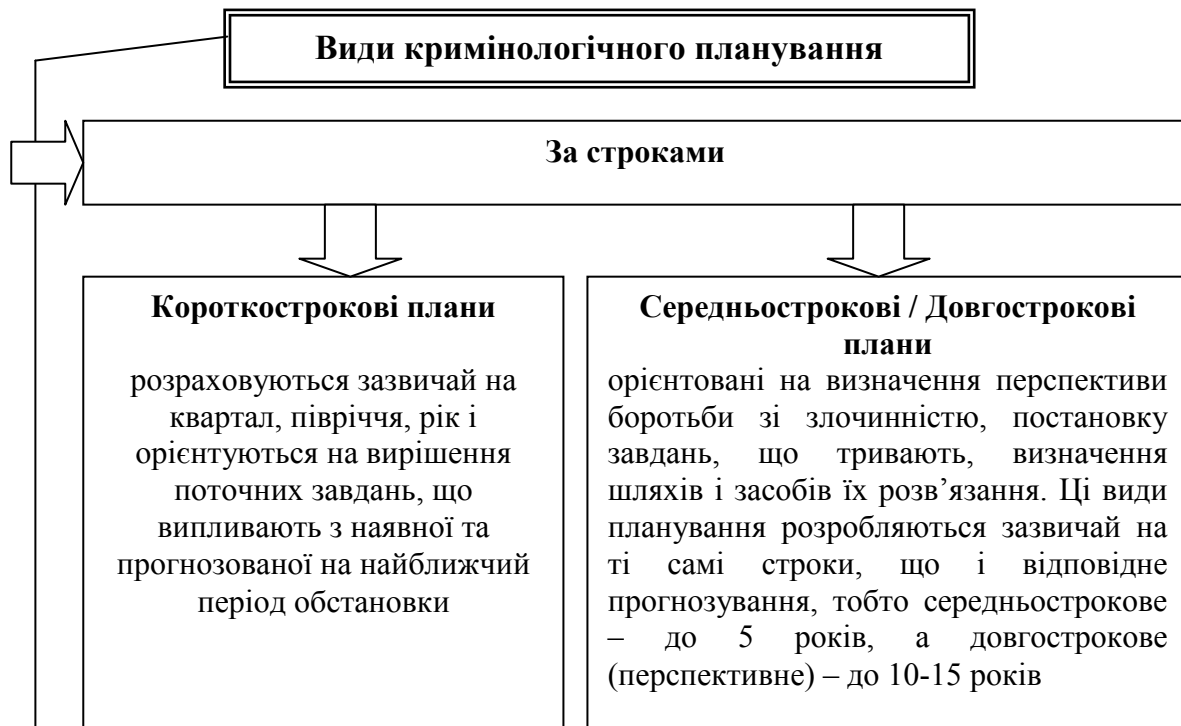 Види кримінологічного планування
За строками
Короткострокові плани
розраховуються зазвичай на
квартал, півріччя, рік і
орієнтуються на вирішення
поточних завдань, що
випливають з наявної та
прогнозованої на найближчий
період обстановки
Середньострокові / Довгострокові
плани
орієнтовані на визначення перспективи
боротьби зі злочинністю, постановку
завдань, що тривають, визначення
шляхів і засобів їх розв’язання. Ці види
планування розробляються зазвичай на
ті самі строки, що і відповідне
прогнозування, тобто середньострокове
– до 5 років, а довгострокове
(перспективне) – до 10-15 років